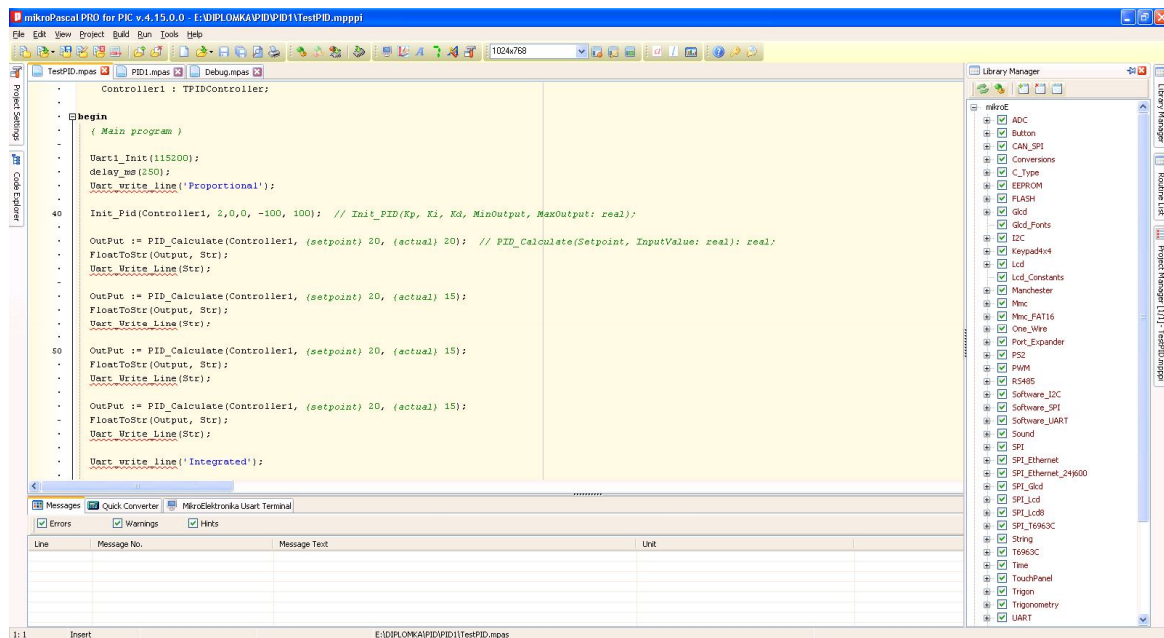 mikroPascal PRO for PIC v.4.15.0.0 - E:\DIPLOMKA\PID\PID1\TestPID.mpppi
File Edit View Project Build Run Tools Help
1024x768
TestPID.mpas PID1.mpas Debug.mpas
Controller1 : TPIDController;
begin
{ Main program }
Uart1_Init(115200);
delay_ms(250);
Uart_write_line('Proportional');
40 Init_Pid(Controller1, 2,0,0, -100, 100); // Init_PID(Kp, Ki, Kd, MinOutput, MaxOutput: real);
OutPut := PID_Calculate(Controller1, {setpoint} 20, {actual} 20); // PID_Calculate(Setpoint, InputValue: real): real;
FloatToStr(Output, Str);
Uart_Write_Line(Str);
OutPut := PID_Calculate(Controller1, {setpoint} 20, {actual} 15);
FloatToStr(Output, Str);
Uart_Write_Line(Str);
50 OutPut := PID_Calculate(Controller1, {setpoint} 20, {actual} 15);
FloatToStr(Output, Str);
Uart_Write_Line(Str);
OutPut := PID_Calculate(Controller1, {setpoint} 20, {actual} 15);
FloatToStr(Output, Str);
Uart_Write_Line(Str);
Uart_write_line('Integrated');
Project Settings
Code Explorer
Messages Quick Converter MikroElektronika Usart Terminal
Errors Warnings Hints
Line Message No. Message Text Unit
1: 1 Insert E:\DIPLOMKA\PID\PID1\TestPID.mpas
Library Manager
mikroE
ADC
Button
CAN_SPI
Conversions
C_Type
EEPROM
FLASH
Glcd
Glcd_Fonts
I2C
Keypad4x4
Lcd
Lcd_Constants
Manchester
Mmc
Mmc_FAT16
One_Wire
Port_Expander
PS2
PWM
RS485
Software_I2C
Software_SPI
Software_UART
Sound
SPI
SPI_Ethernet
SPI_Ethernet_24j600
SPI_Glcd
SPI_Lcd
SPI_Lcd8
SPI_T6963C
String
T6963C
Time
TouchPanel
Trigon
Trigonometry
UART
Library Manager
Routine List
Project Manager [1/1] - TestPID.mpppi